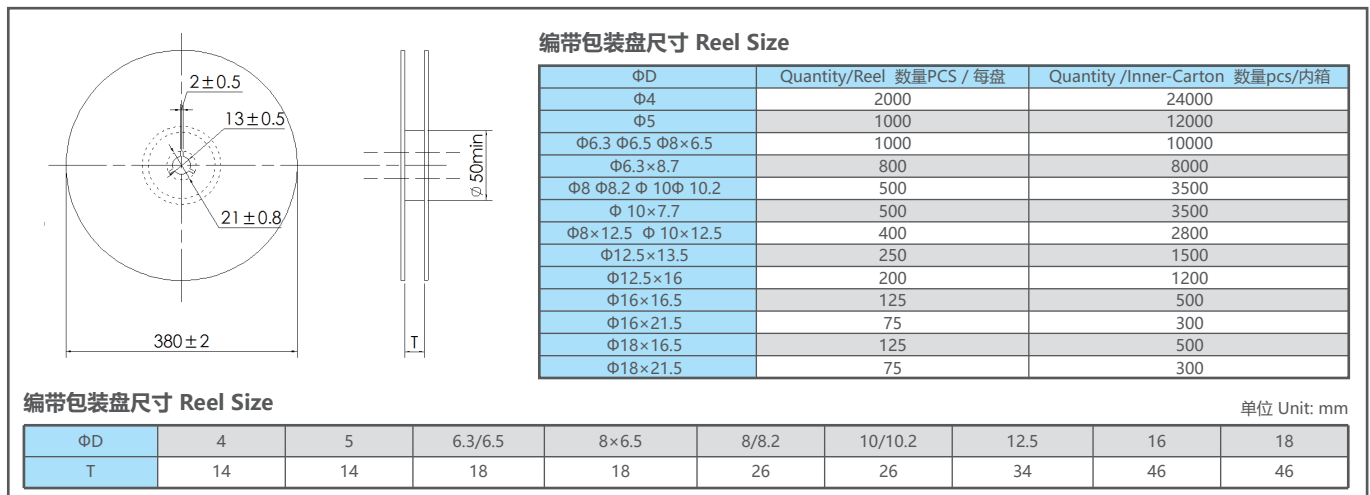 编带包装盘尺寸 Reel Size
2±0.5
13±0.5
21±0.8
380±2
T
Ø 50min
ΦD Quantity/Reel 数量PCS / 每盘 Quantity /Inner-Carton 数量pcs/内箱
Φ4 2000 24000
Φ5 1000 12000
Φ6.3 Φ6.5 Φ8×6.5 1000 10000
Φ6.3×8.7 800 8000
Φ8 Φ8.2 Φ 10Φ 10.2 500 3500
Φ 10×7.7 500 3500
Φ8×12.5 Φ 10×12.5 400 2800
Φ12.5×13.5 250 1500
Φ12.5×16 200 1200
Φ16×16.5 125 500
Φ16×21.5 75 300
Φ18×16.5 125 500
Φ18×21.5 75 300
编带包装盘尺寸 Reel Size
单位 Unit: mm
ΦD 4 5 6.3/6.5 8×6.5 8/8.2 10/10.2 12.5 16 18
T 14 14 18 18 26 26 34 46 46